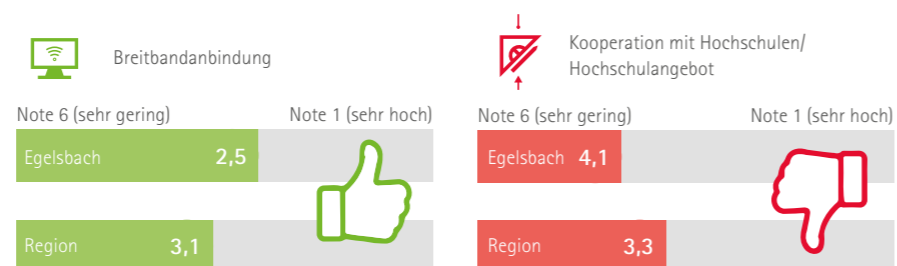 Breitbandanbindung
Note 6 (sehr gering) Note 1 (sehr hoch)
Egelsbach 2,5
Region 3,1
Kooperation mit Hochschulen/
Hochschulangebot
Note 6 (sehr gering) Note 1 (sehr hoch)
Egelsbach 4,1
Region 3,3